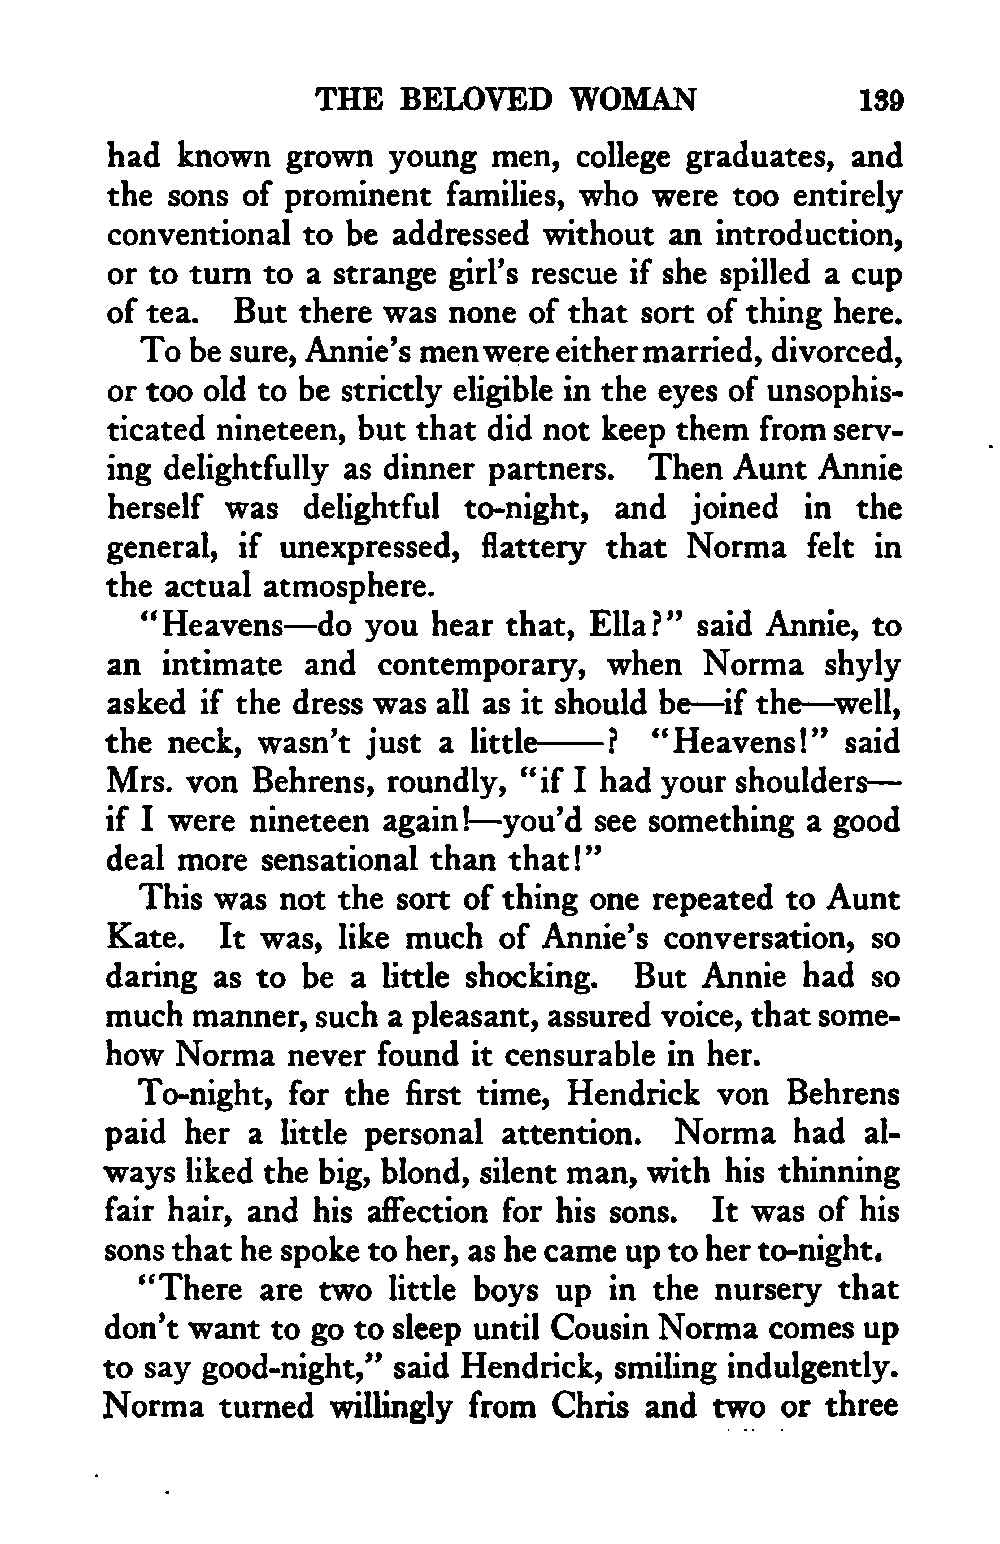 THE BELOVED WOMAN 139
had known grown young men, college graduates, and
the sons of prominent families, who were too entirely
conventional to be addressed without an introduction,
or to turn to a strange girl's rescue if she spilled a cup
of tea. But there was none of that sort of thing here.
To be sure, Annie's men were either married, divorced,
or too old to be strictly eligible in the eyes of unsophis-
ticated nineteen, but that did not keep them from serv-
ing delightfully as dinner partners. Then Aunt Annie
herself was delightful to-night, and joined in the
general, if unexpressed, flattery that Norma felt in
the actual atmosphere.
"Heavens—do you hear that, Ella?" said Annie, to
an intimate and contemporary, when Norma shyly
asked if the dress was all as it should be—if the—well,
the neck, wasn't just a little——? "Heavens!" said
Mrs. von Behrens, roundly, "if I had your shoulders—
if I were nineteen again!—you'd see something a good
deal more sensational than that!"
This was not the sort of thing one repeated to Aunt
Kate. It was, like much of Annie's conversation, so
daring as to be a little shocking. But Annie had so
much manner, such a pleasant, assured voice, that some-
how Norma never found it censurable in her.
To-night, for the first time, Hendrick von Behrens
paid her a little personal attention. Norma had al-
ways liked the big, blond, silent man, with his thinning
fair hair, and his affection for his sons. It was of his
sons that he spoke to her, as he came up to her to-night.
"There are two little boys up in the nursery that
don't want to go to sleep until Cousin Norma comes up
to say good-night," said Hendrick, smiling indulgently.
Norma turned willingly from Chris and two or three